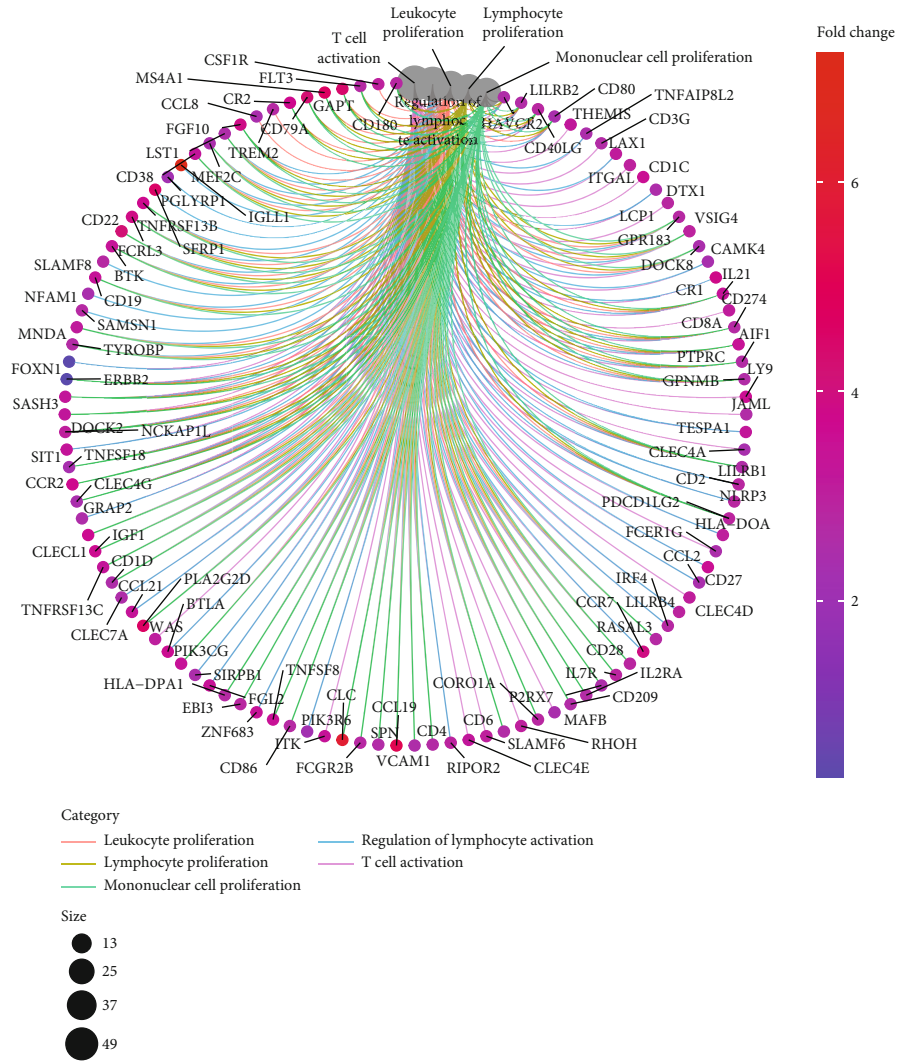 Leukocyte
proliferation
Lymphocyte
proliferation
T cell
activation
Mononuclear cell proliferation
Fold change
CSF1R
MS4A1
FLT3
LILRB2
CD80
CCL8
CR2
GAPT
Regulation of
lymphoc
te activation
TNFAIP8L2
CD180
HAVCR2
THEMIS
CD3G
FGF10
CD79A
TREM2
CD40LG
LAX1
LST1
MEF2C
ITGAL
CD1C
CD38
PGLYRP1
IGLL1
DTX1
6
CD22
TNFRSF13B
SFRP1
LCP1
VSIG4
FCRL3
GPR183
SLAMF8
BTK
DOCK8
CAMK4
NFAM1
CD19
CR1
IL21
CD274
SAMSN1
CD8A
MNDA
AIF1
TYROBP
PTPRC
FOXN1
ERBB2
GPNMB
LY9
4
SASH3
JAML
DOCK2
NCKAP1L
TESPA1
SIT1
TNFSF18
CLEC4A
CCR2
CLEC4G
CD2
LILRB1
NLRP3
GRAP2
PDCD1LG2
HLA−DOA
CLECL1
IGF1
FCER1G
CD1D
CCL2
TNFRSF13C
CCL21
PLA2G2D
IRF4
CD27
CLEC7A
BTLA
CCR7
LILRB4
CLEC4D
2
WAS
RASAL3
PIK3CG
CD28
HLA−DPA1
SIRPB1
TNFSF8
IL7R
IL2RA
EBI3
FGL2
CLC
CORO1A
P2RX7
CD209
ZNF683
PIK3R6
CCL19
CD6
MAFB
ITK
SPN
CD4
SLAMF6
RHOH
CD86
FCGR2B
VCAM1
RIPOR2
CLEC4E
Category
Leukocyte proliferation
Lymphocyte proliferation
Mononuclear cell proliferation
Regulation of lymphocyte activation
T cell activation
Size
13
25
37
49